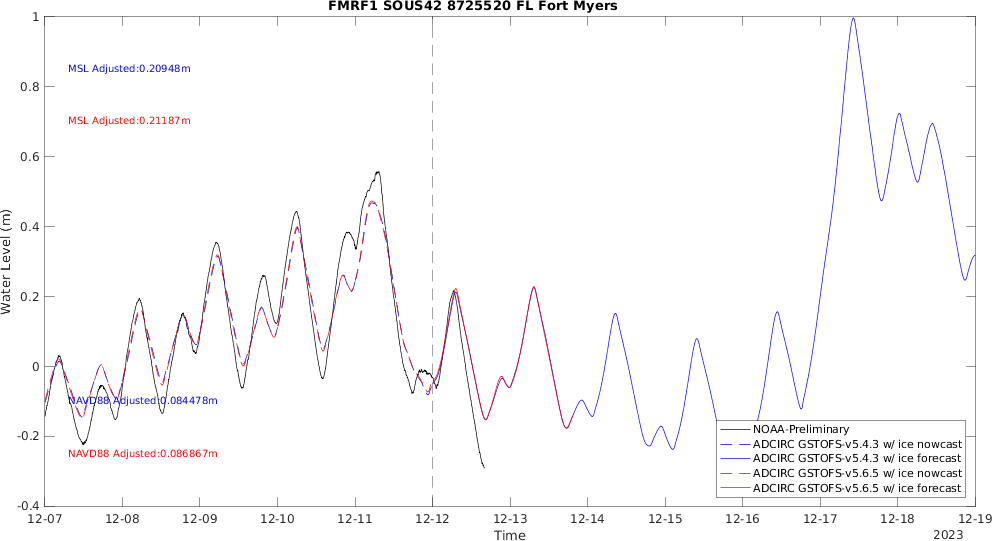 FMRF1 SOUS42 8725520 FL Fort Myers
1
MSL Adjusted:0.20948m
0.8
MSL Adjusted:0.21187m
0.6
0.4
Water Level (m)
0.2
0
NAVD88 Adjusted:0.084478m
-0.2
NAVD88 Adjusted:0.086867m
-0.4
NOAA-Preliminary
ADCIRC GSTOFS-v5.4.3 w/ ice nowcast
ADCIRC GSTOFS-v5.4.3 w/ ice forecast
ADCIRC GSTOFS-v5.6.5 w/ ice nowcast
ADCIRC GSTOFS-v5.6.5 w/ ice forecast
12-07 12-08 12-09 12-10 12-11 12-12 12-13 12-14 12-15 12-16 12-17 12-18 12-19
Time
2023